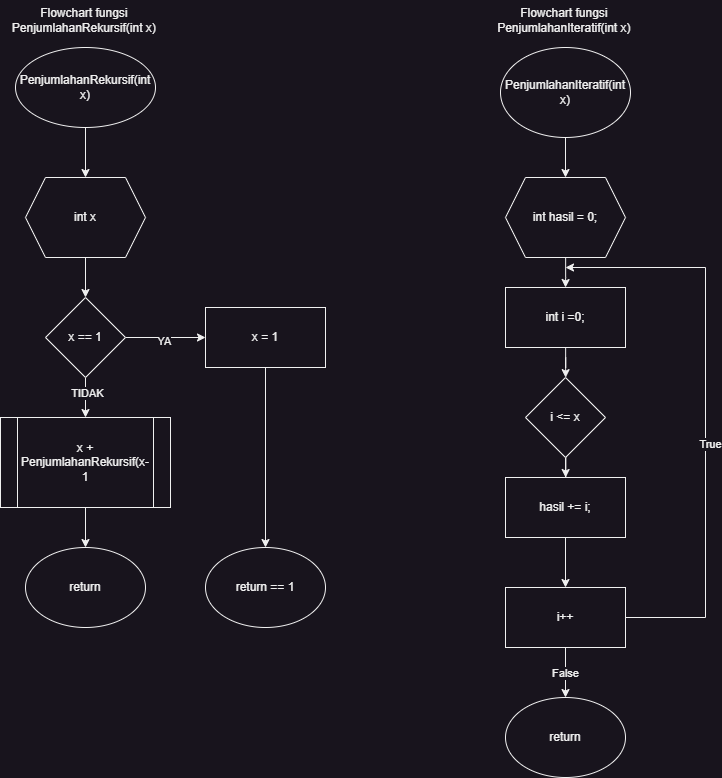 Flowchart fungsi
PenjumlahanRekursif(int x)
PenjumlahanRekursif(int
x)
int x
x == 1
YA
x = 1
TIDAK
x +
PenjumlahanRekursif(x-
1
return
return == 1
Flowchart fungsi
PenjumlahanIteratif(int x)
PenjumlahanIteratif(int
x)
int hasil = 0;
int i =0;
i <= x
True
hasil += i;
i++
False
return